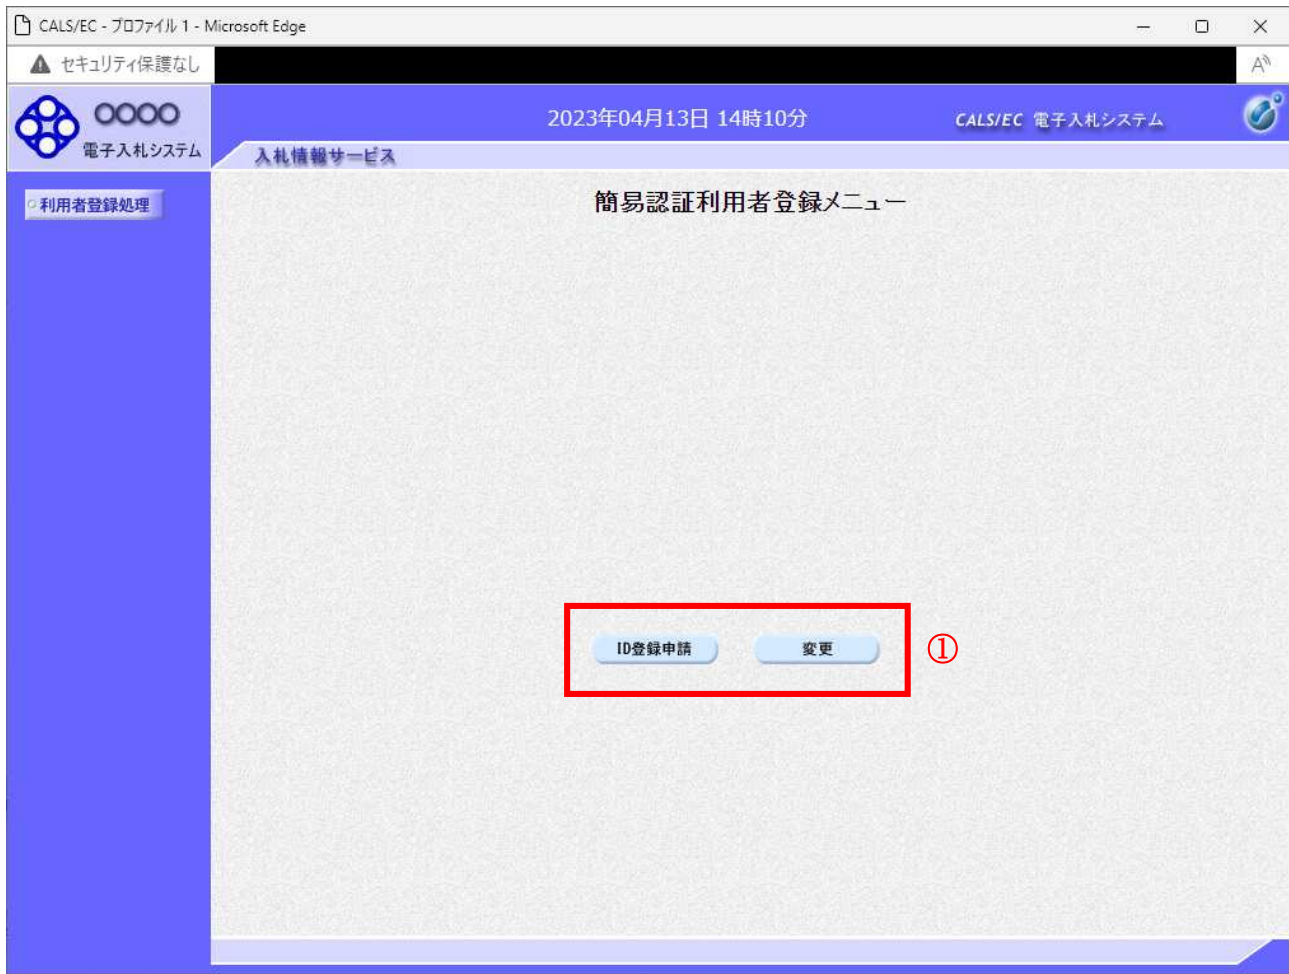 CALS/EC - プロファイル 1 - Microsoft Edge
セキュリティ保護なし
OOOO
電子入札システム
2023年04月13日 14時10分
CALS/EC 電子入札システム
入札情報サービス
利用者登録処理
簡易認証利用者登録メニュー
ID登録申請 変更 ①